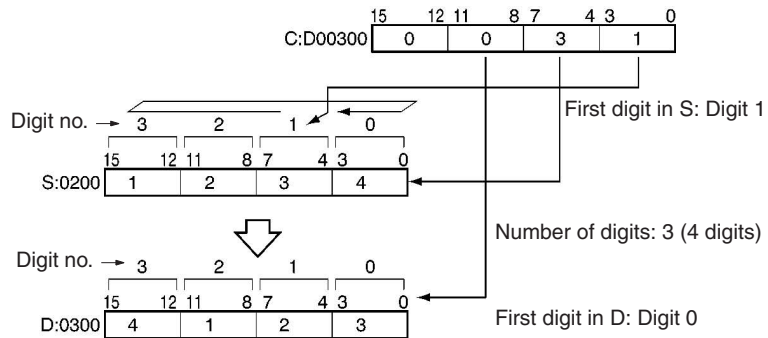 15 12 11 8 7 4 3 0
C:D00300 0 0 3 1
First digit in S: Digit 1
Digit no. 3 2 1 0
15 12 11 8 7 4 3 0
S:0200 1 2 3 4
Number of digits: 3 (4 digits)
Digit no. 3 2 1 0
15 12 11 8 7 4 3 0
D:0300 4 1 2 3
First digit in D: Digit 0